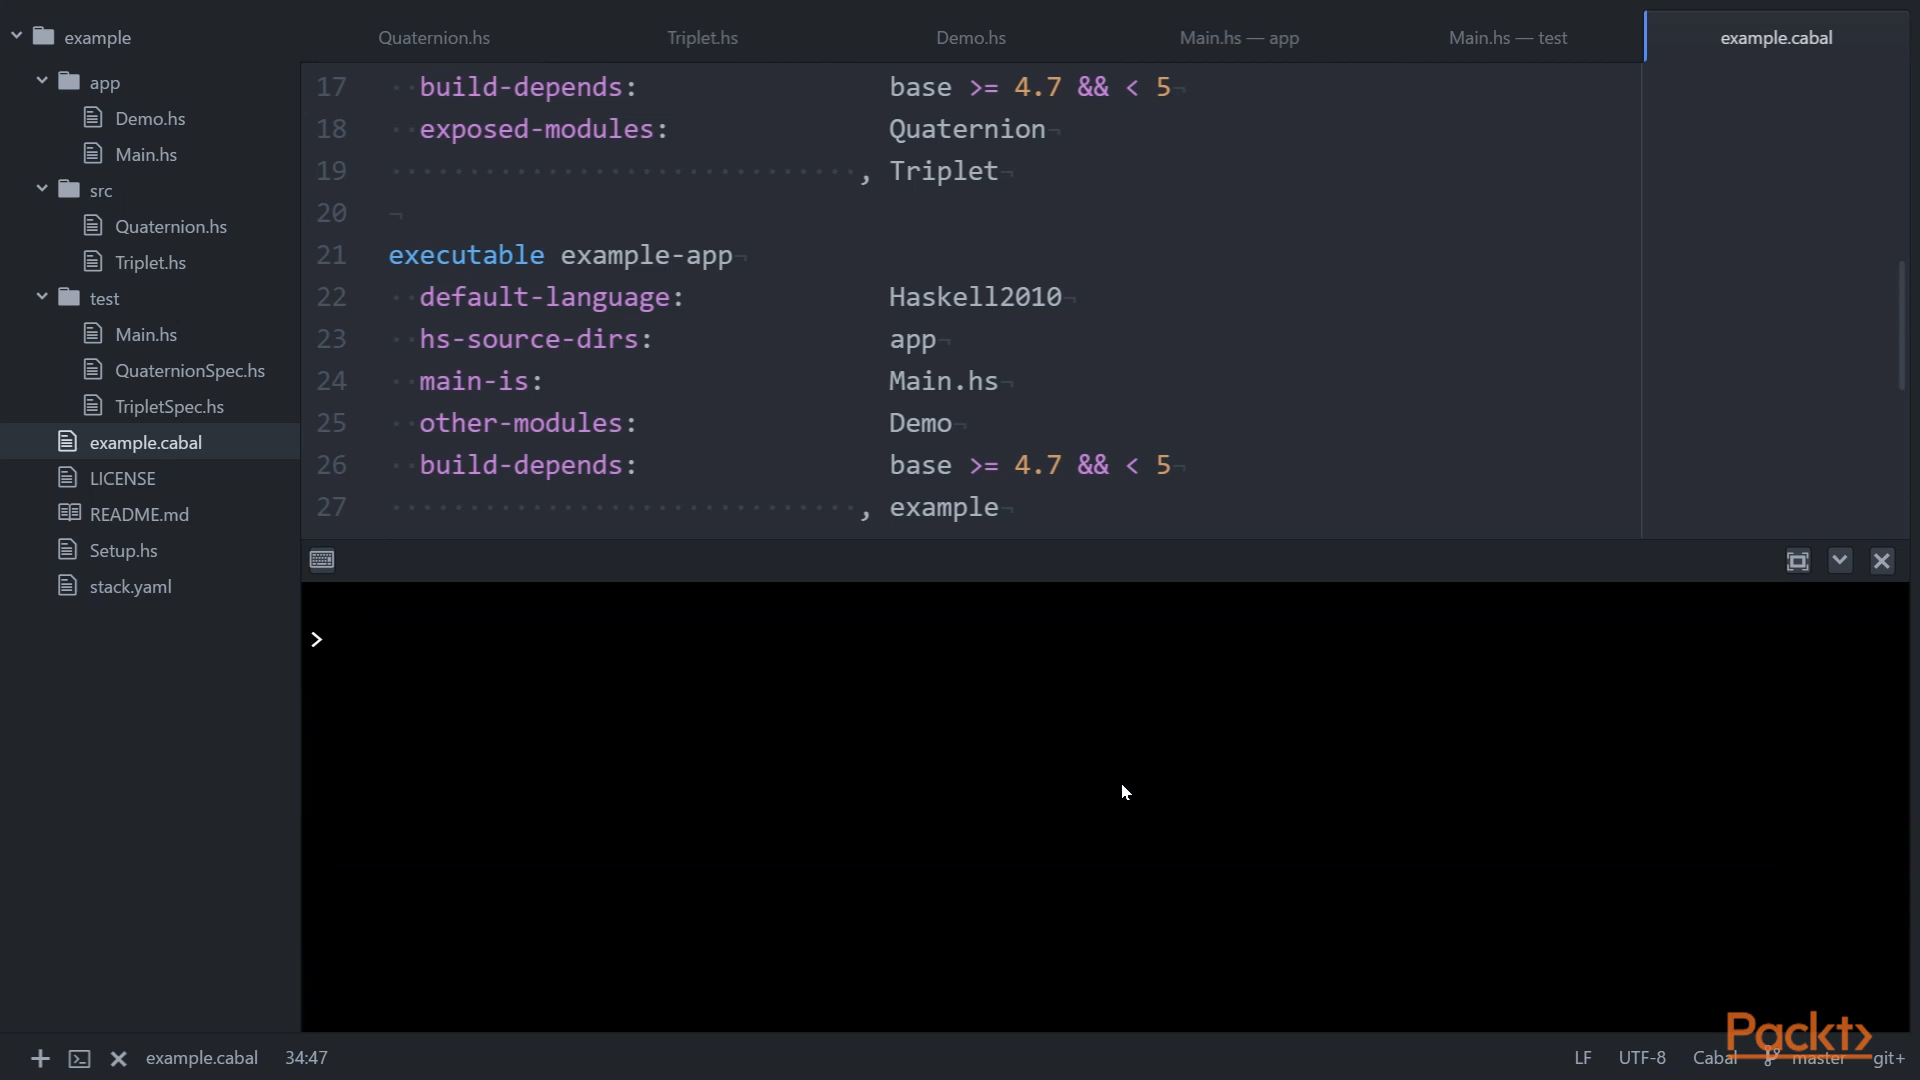 example
app
Demo.hs
Main.hs
src
Quaternion.hs
Triplet.hs
test
Main.hs
QuaternionSpec.hs
TripletSpec.hs
example.cabal
LICENSE
README.md
Setup.hs
stack.yaml
Quaternion.hs Triplet.hs Demo.hs Main.hs — app Main.hs — test example.cabal
17 build-depends: base >= 4.7 && < 5
18 exposed-modules: Quaternion
19 , Triplet
20
21 executable example-app
22 default-language: Haskell2010
23 hs-source-dirs: app
24 main-is: Main.hs
25 other-modules: Demo
26 build-depends: base >= 4.7 && < 5
27 , example
>
Packt>
example.cabal 34:47 LF UTF-8 Cabal master git+